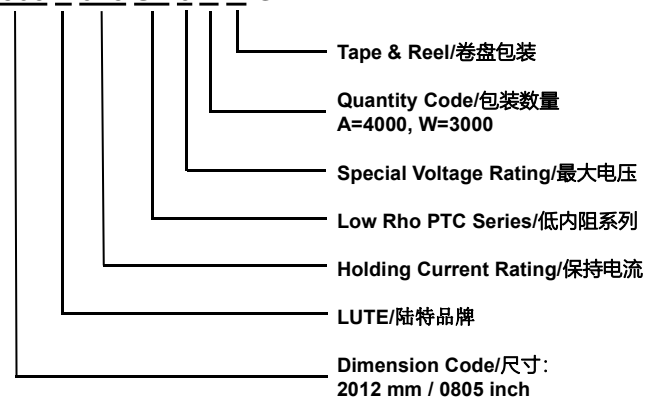 Tape & Reel/卷盘包装
Quantity Code/包装数量
A=4000, W=3000
Special Voltage Rating/最大电压
Low Rho PTC Series/低内阻系列
Holding Current Rating/保持电流
LUTE/陆特品牌
Dimension Code/尺寸:
2012 mm / 0805 inch